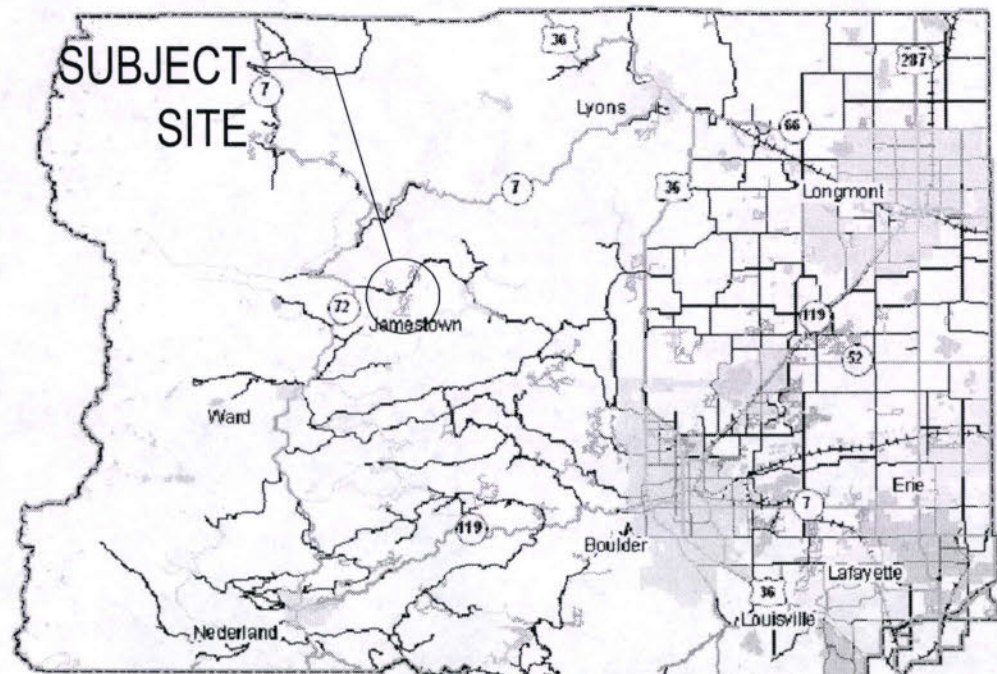 SUBJECT
SITE
36
287
7
Lyons
66
7
36
Longmont
72
Jamestown
119
52
Ward
Erie
119
7
Boulder
Lafayette
36
Louisville
Nederland